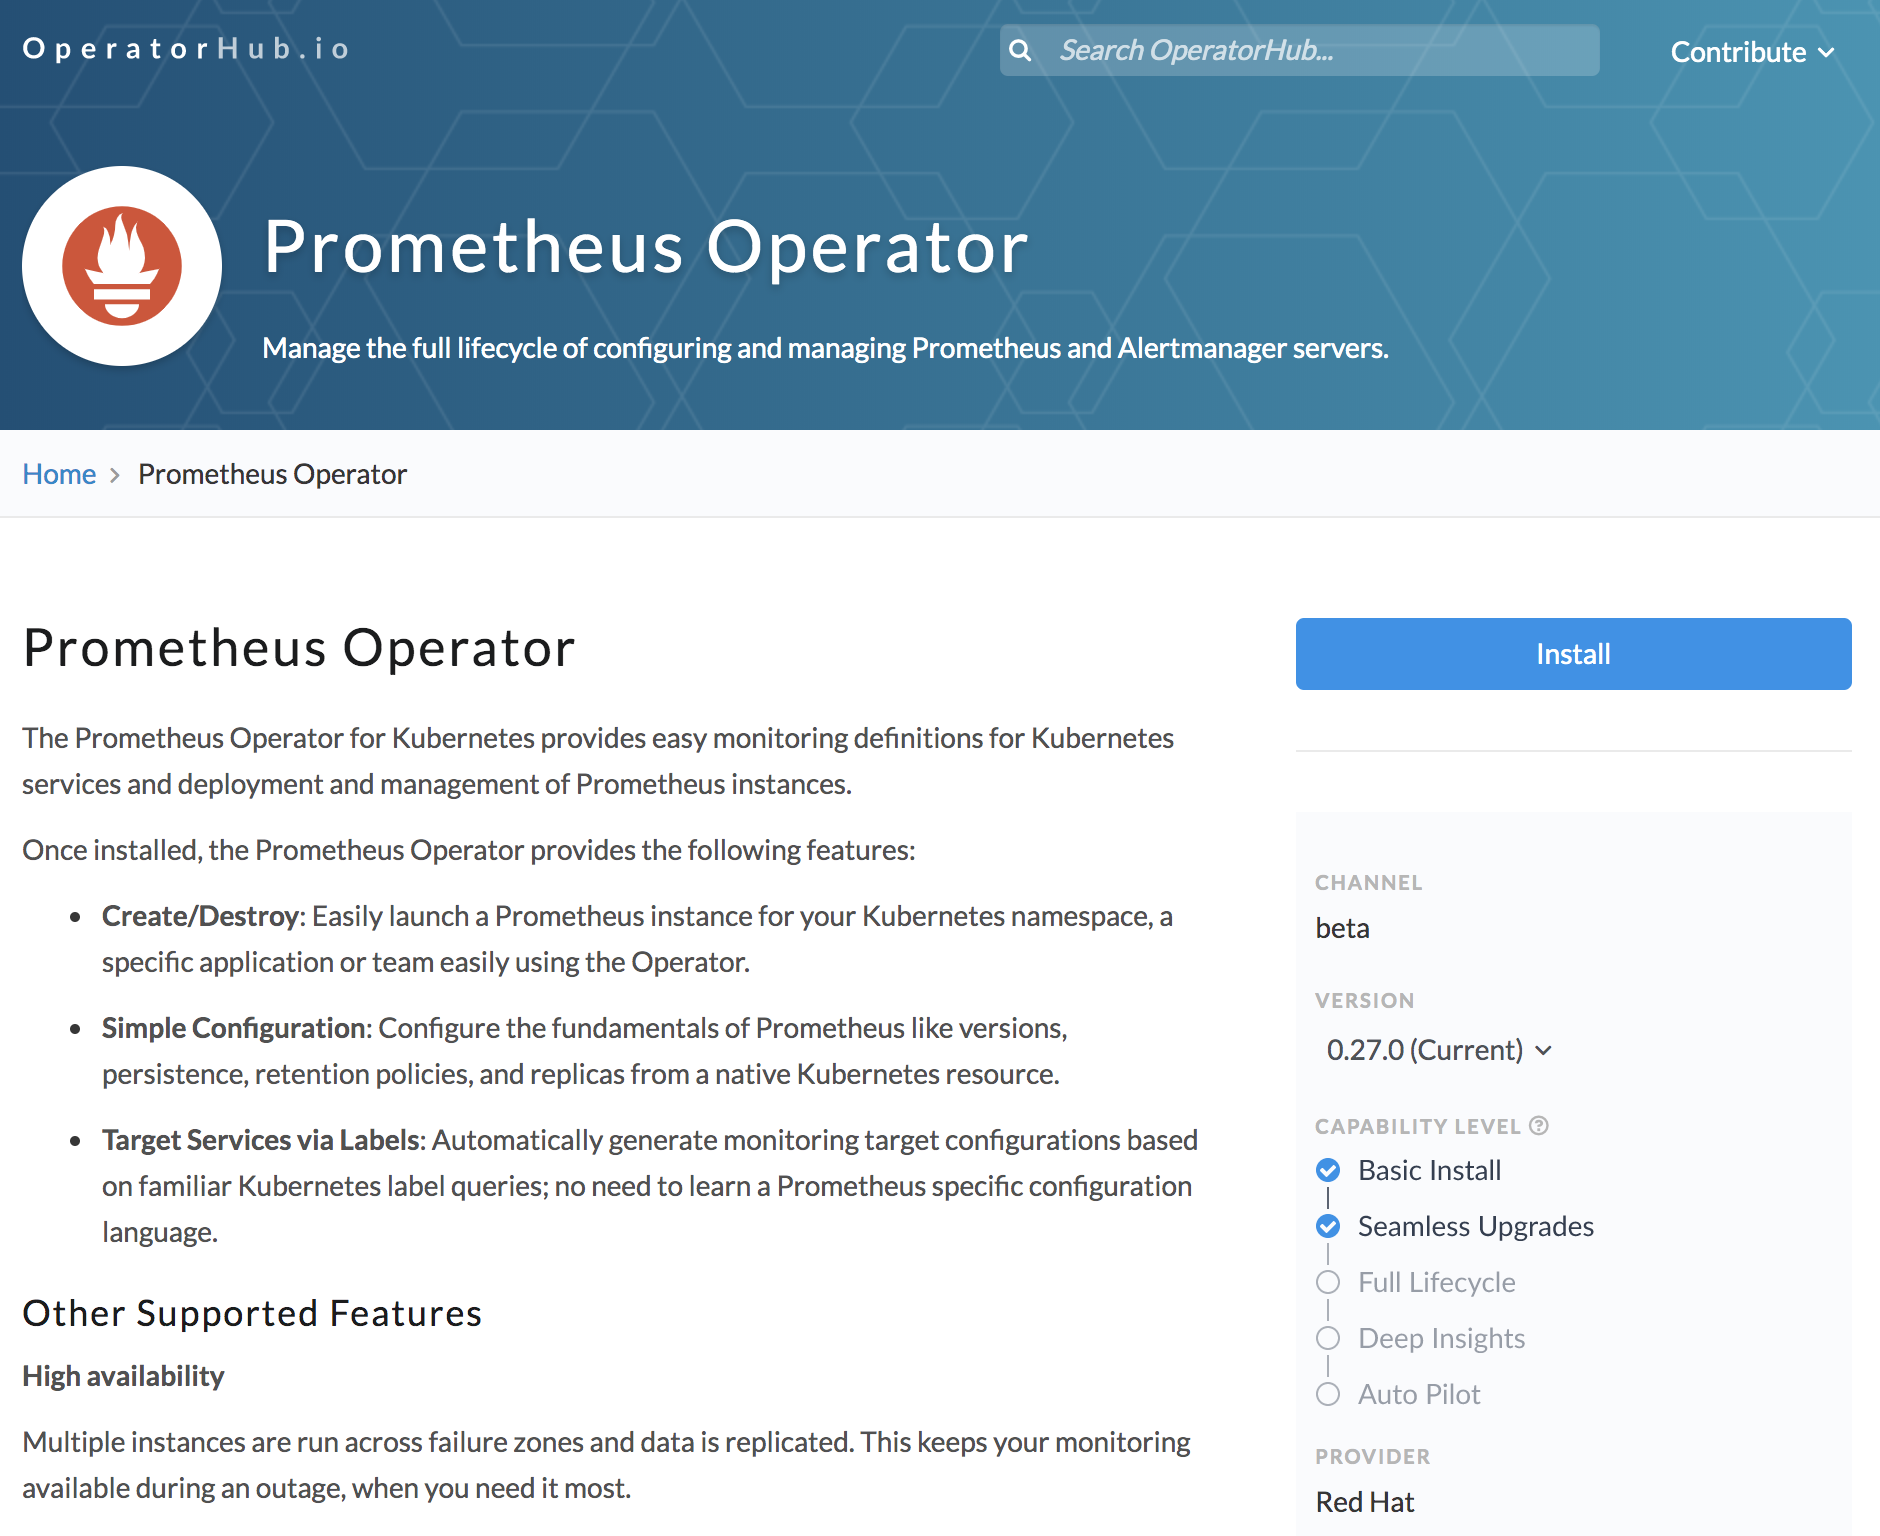 OperatorHub.io
Search OperatorHub...
Contribute
Prometheus Operator
Manage the full lifecycle of configuring and managing Prometheus and Alertmanager servers.
Home > Prometheus Operator
Prometheus Operator
The Prometheus Operator for Kubernetes provides easy monitoring definitions for Kubernetes
services and deployment and management of Prometheus instances.
Once installed, the Prometheus Operator provides the following features:
• Create/Destroy: Easily launch a Prometheus instance for your Kubernetes namespace, a
specific application or team easily using the Operator.
• Simple Configuration: Configure the fundamentals of Prometheus like versions,
persistence, retention policies, and replicas from a native Kubernetes resource.
• Target Services via Labels: Automatically generate monitoring target configurations based
on familiar Kubernetes label queries; no need to learn a Prometheus specific configuration
language.
Other Supported Features
High availability
Multiple instances are run across failure zones and data is replicated. This keeps your monitoring
available during an outage, when you need it most.
Install
CHANNEL
beta
VERSION
0.27.0 (Current)
CAPABILITY LEVEL ?
Basic Install
Seamless Upgrades
Full Lifecycle
Deep Insights
Auto Pilot
PROVIDER
Red Hat